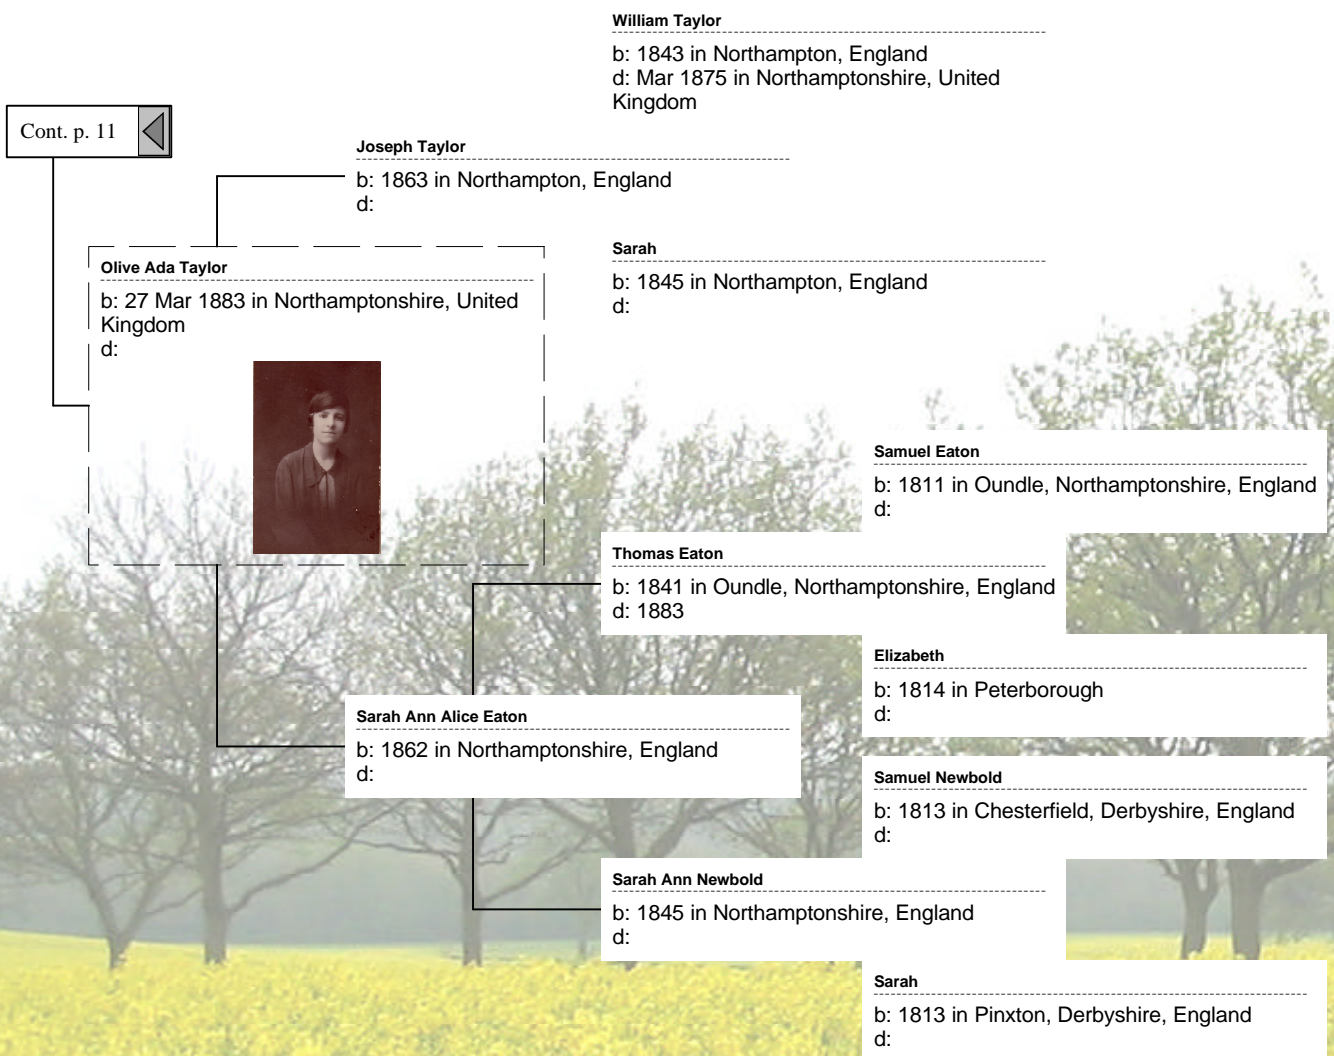 William Taylor
b: 1843 in Northampton, England
d: Mar 1875 in Northamptonshire, United
Kingdom
Cont. p. 11
Joseph Taylor
b: 1863 in Northampton, England
d:
Sarah
b: 1845 in Northampton, England
d:
Olive Ada Taylor
b: 27 Mar 1883 in Northamptonshire, United
Kingdom
d:
Samuel Eaton
b: 1811 in Oundle, Northamptonshire, England
d:
Thomas Eaton
b: 1841 in Oundle, Northamptonshire, England
d: 1883
Elizabeth
b: 1814 in Peterborough
d:
Sarah Ann Alice Eaton
b: 1862 in Northamptonshire, England
d:
Samuel Newbold
b: 1813 in Chesterfield, Derbyshire, England
d:
Sarah Ann Newbold
b: 1845 in Northamptonshire, England
d:
Sarah
b: 1813 in Pinxton, Derbyshire, England
d: